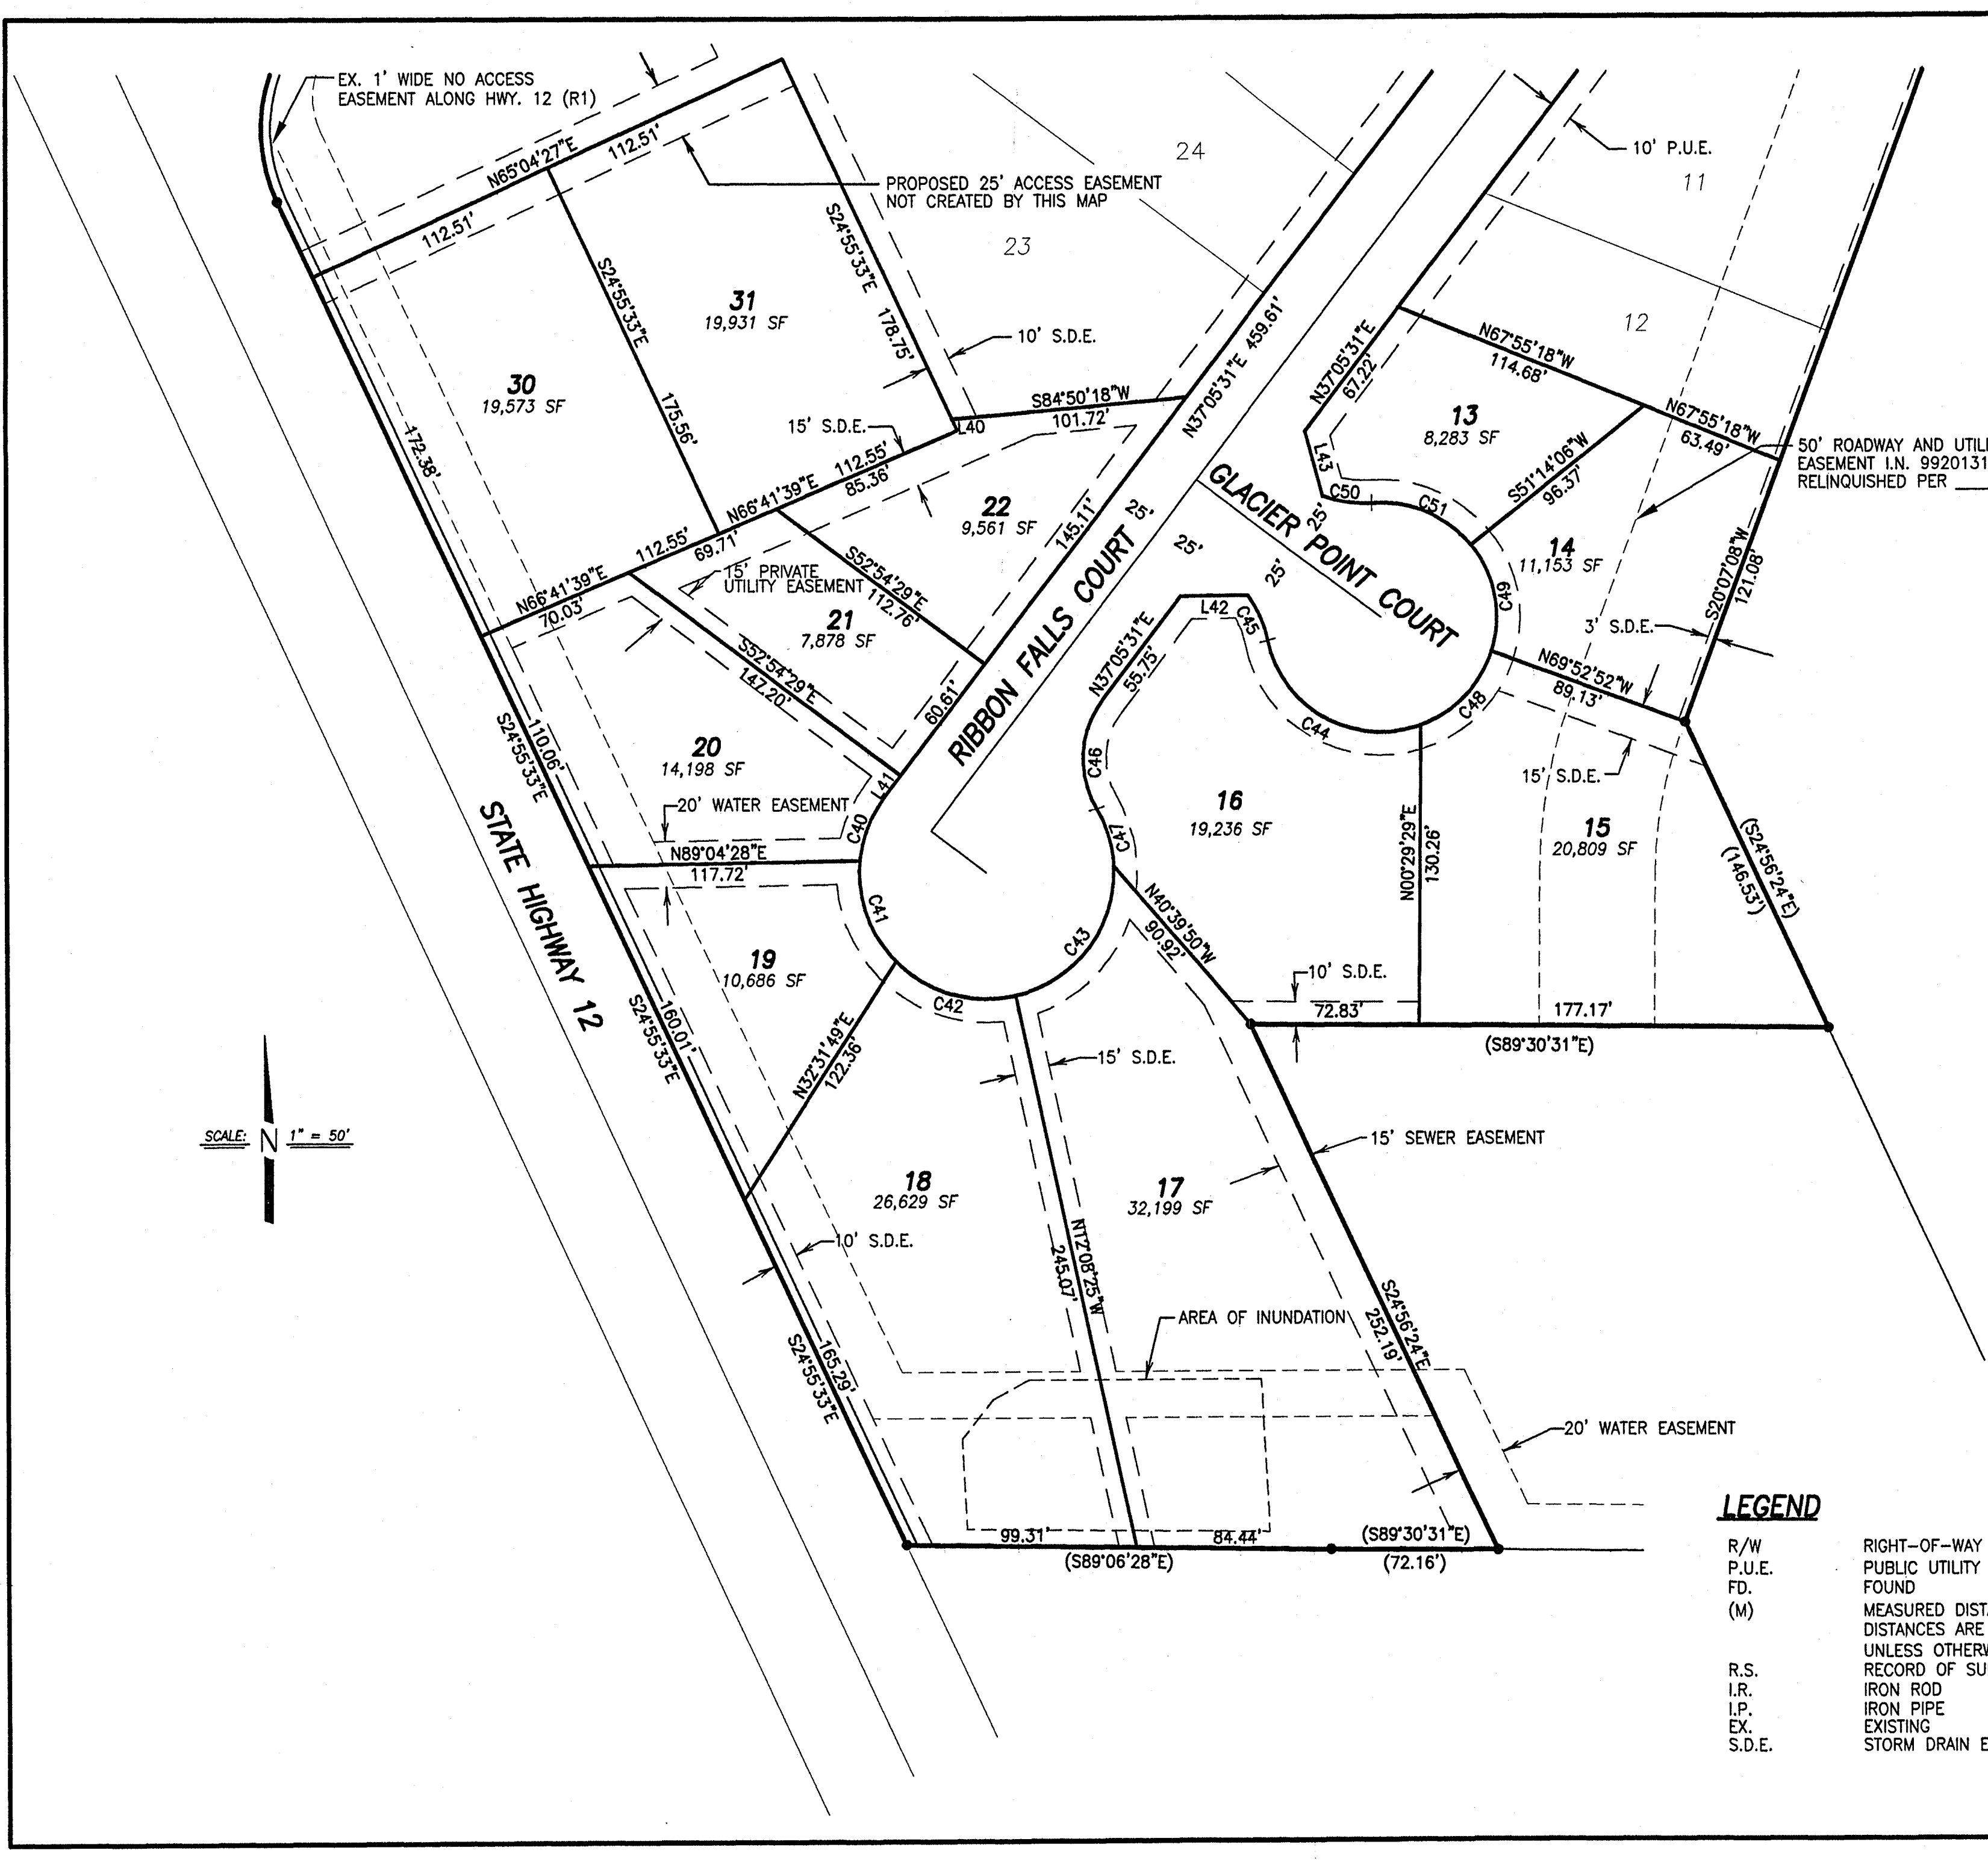 EX. 1' WIDE NO ACCESS
EASEMENT ALONG HWY. 12 (R1)
N65°04'27"E
112.51'
112.51'
PROPOSED 25' ACCESS EASEMENT
NOT CREATED BY THIS MAP
24
23
11
12
10' P.U.E.
S24°55'33"E
178.75'
S24°55'33"E
175.56'
31
19,931 SF
30
19,573 SF
172.38'
10' S.D.E.
15' S.D.E.
L40
S84°50'18"W
101.72'
N37°05'31"E 459.61'
N37°05'31"E
67.22'
N67°55'18"W
114.68'
N67°55'18"W
63.49'
13
8,283 SF
L43
C50
C51
S51°14'06"W
96.37'
50' ROADWAY AND UTILI
EASEMENT I.N. 9920131
RELINQUISHED PER
GLACIER POINT COURT
25'
25'
25'
25'
RIBBON FALLS COURT
N66°41'39"E
112.55'
85.36'
112.55'
69.71'
N66°41'39"E
70.03'
22
9,561 SF
145.11'
15' PRIVATE
UTILITY EASEMENT
S52°54'29"E
112.76'
21
7,878 SF
60.61'
S52°54'29"E
147.20'
L41
20
14,198 SF
110.06'
S24°55'33"E
20' WATER EASEMENT
C40
N89°04'28"E
117.72'
14
11,153 SF
C49
3' S.D.E.
S20°07'08"W
121.08'
N69°52'52"W
89.13'
L42
C45
N37°05'31"E
55.75'
C44
C48
C46
C47
16
19,236 SF
N00°29'29"E
130.26'
15' S.D.E.
15
20,809 SF
(S24°56'24"E)
(146.53')
STATE HIGHWAY 12
C41
C42
C43
N40°39'50"W
90.92'
19
10,686 SF
160.01'
S24°55'33"E
N32°31'49"E
122.36'
10' S.D.E.
72.83'
177.17'
(S89°30'31"E)
15' S.D.E.
15' SEWER EASEMENT
SCALE: N 1" = 50'
18
26,629 SF
17
32,199 SF
10' S.D.E.
N12°08'25"W
245.07'
AREA OF INUNDATION
S24°56'24"E
252.19'
165.29'
S24°55'33"E
20' WATER EASEMENT
99.31'
84.44'
(S89°06'28"E)
(S89°30'31"E)
(72.16')
LEGEND
R/W RIGHT-OF-WAY
P.U.E. PUBLIC UTILITY
FD. FOUND
(M) MEASURED DIST
DISTANCES ARE
UNLESS OTHERW
R.S. RECORD OF SU
I.R. IRON ROD
I.P. IRON PIPE
EX. EXISTING
S.D.E. STORM DRAIN E